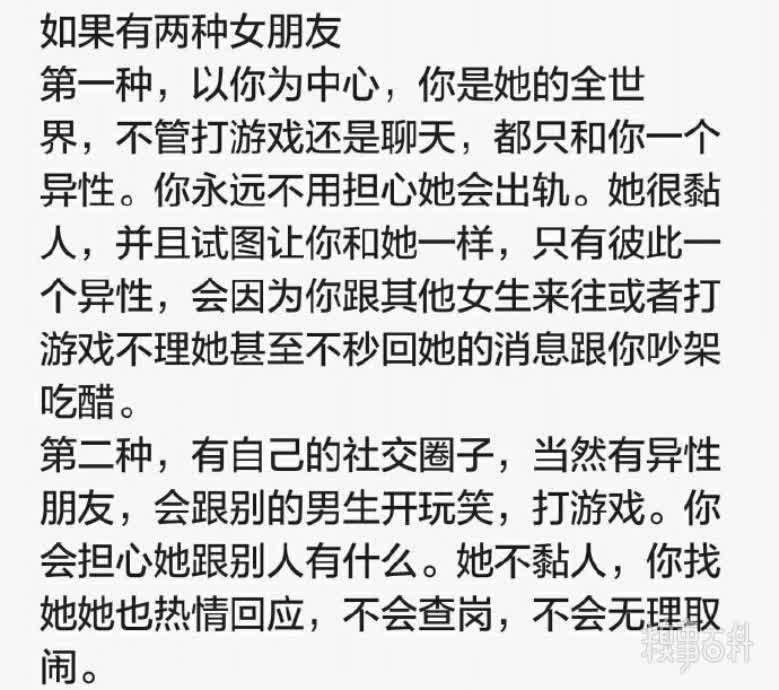 如果有两种女朋友
第一种，以你为中心，你是她的全世
界，不管打游戏还是聊天，都只和你一个
异性。你永远不用担心她会出轨。她很黏
人，并且试图让你和她一样，只有彼此一
个异性，会因为你跟其他女生来往或者打
游戏不理她甚至不秒回她的消息跟你吵架
吃醋。
第二种，有自己的社交圈子，当然有异性
朋友，会跟别的男生开玩笑，打游戏。你
会担心她跟别人有什么。她不黏人，你找
她她也热情回应，不会查岗，不会无理取
闹。
糗事百科